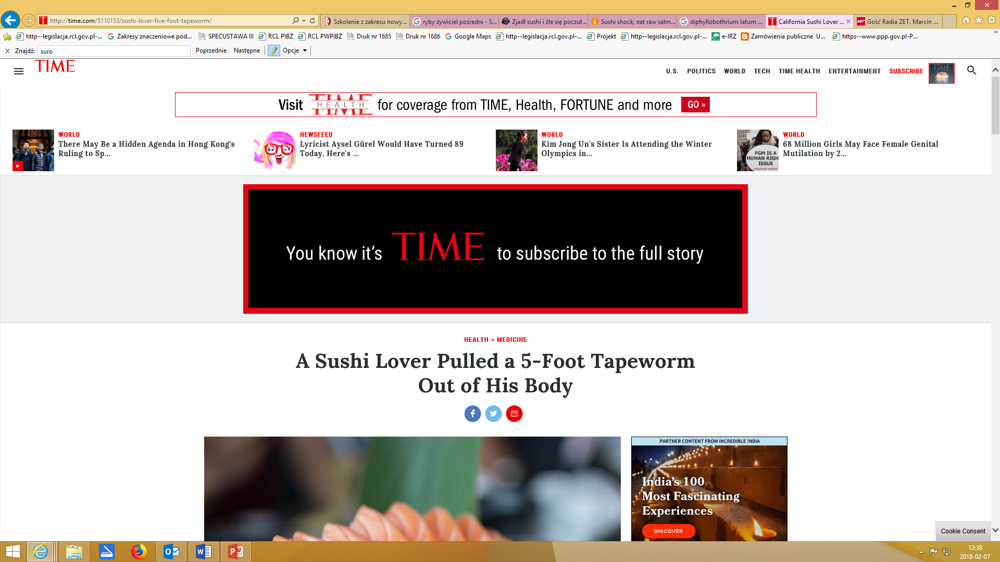 http://time.com/5110153/sushi-lover-five-foot-tapeworm/
Szkolenie z zakresu nowy...
ryby żywiciel pośredni - S...
Zjadł sushi i źle się poczuł...
Sushi shock, eat raw salm...
diphyllobothrium latum ...
California Sushi Lover ...
Gość Radia ZET. Marcin ...
http--legislacja.rcl.gov.pl-...
Zakresy znaczeniowe pod...
SPECUSTAWA III
RCL PIBŻ
RCL PWPIBŻ
Druk nr 1685
Druk nr 1686
Google Maps
http--legislacja.rcl.gov.pl-...
Projekt
http--legislacja.rcl.gov.pl-...
e-IRZ
Zamówienia publiczne U...
https--www.ppp.gov.pl-P...
Znajdź: suro
Poprzednie Następne Opcje
TIME
U.S. POLITICS WORLD TECH TIME HEALTH ENTERTAINMENT SUBSCRIBE
TIME
Visit TIME HEALTH for coverage from TIME, Health, FORTUNE and more GO »
WORLD
There May Be a Hidden Agenda in Hong Kong's
Ruling to Sp...
NEWSFEED
Lyricist Aysel Gürel Would Have Turned 89
Today. Here's ...
WORLD
Kim Jong Un's Sister Is Attending the Winter
Olympics in...
FGM IS A
HUMAN RIGH
ISSUE
WORLD
68 Million Girls May Face Female Genital
Mutilation by 2...
You know it's TIME to subscribe to the full story
HEALTH • MEDICINE
A Sushi Lover Pulled a 5-Foot Tapeworm
Out of His Body
PARTNER CONTENT FROM INCREDIBLE !NDIA
India's 100
Most Fascinating
Experiences
DISCOVER
Cookie Consent
12:38
2018-02-07